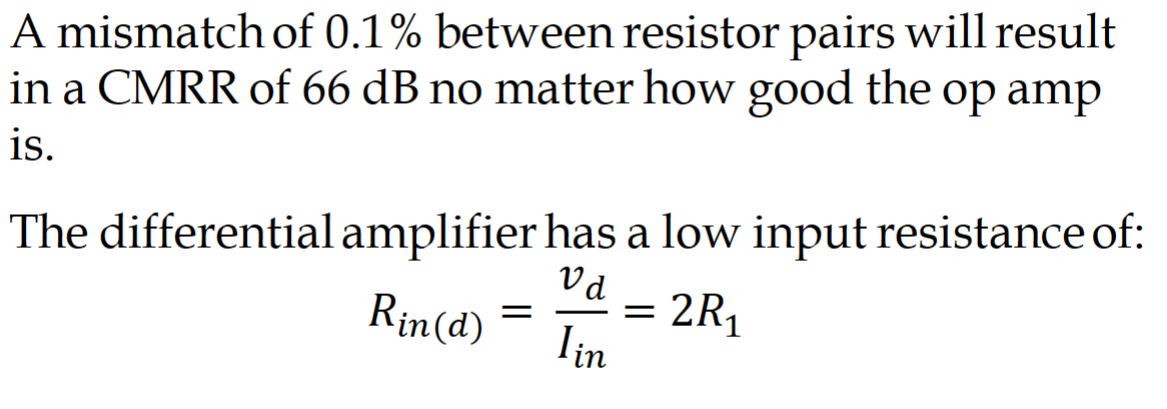 A mismatch of 0.1% between resistor pairs will result
in a CMRR of 66 dB no matter how good the op amp
is.
The differential amplifier has a low input resistance of:
R_{in(d)} = \frac{v_d}{I_{in}} = 2R_1